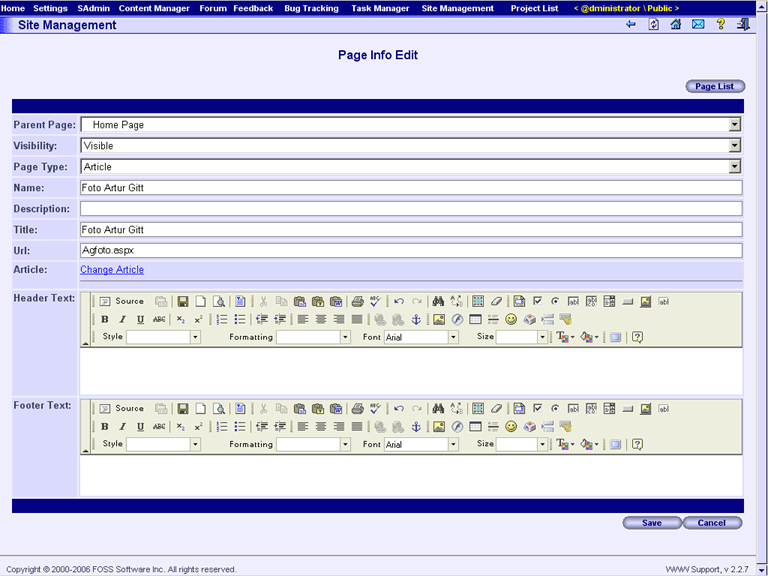 Home Settings SAdmin Content Manager Forum Feedback Bug Tracking Task Manager Site Management Project List < @dministrator \ Public >
Site Management
Page Info Edit
Page List
Parent Page: Home Page
Visibility: Visible
Page Type: Article
Name: Foto Artur Gitt
Description:
Title: Foto Artur Gitt
Url: Agfoto.aspx
Article: Change Article
Header Text: Source
B I U ABC
Style Formatting Font Arial Size
Footer Text: Source
B I U ABC
Style Formatting Font Arial Size
Save Cancel
Copyright © 2000-2006 FOSS Software Inc. All rights reserved. WWW Support, v 2.2.7